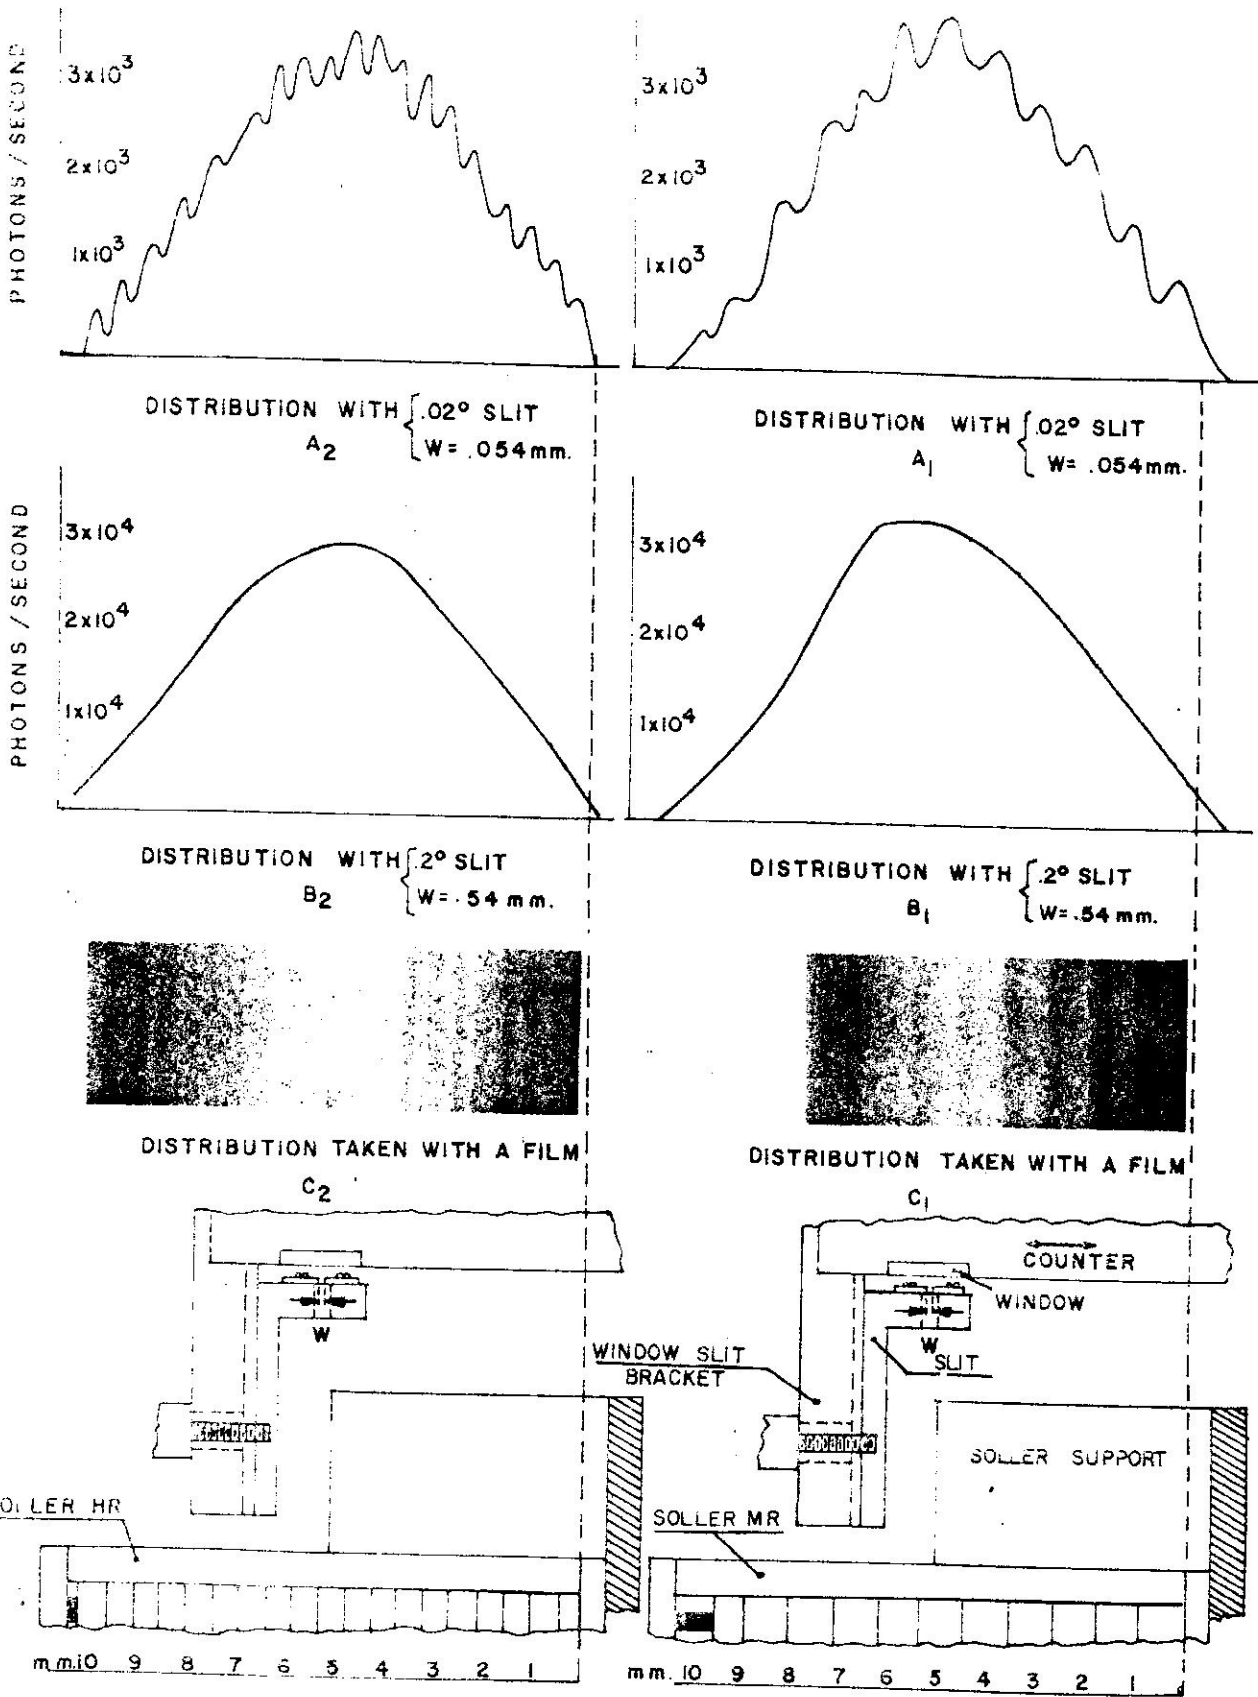 PHOTONS / SECOND
3x10³
2x10³
1x10³
3x10³
2x10³
1x10³
DISTRIBUTION WITH { .02° SLIT
W= .054mm.
A2
DISTRIBUTION WITH { .02° SLIT
W= .054mm.
A1
PHOTONS / SECOND
3x10⁴
2x10⁴
1x10⁴
3x10⁴
2x10⁴
1x10⁴
DISTRIBUTION WITH { .2° SLIT
W= .54 mm.
B2
DISTRIBUTION WITH { .2° SLIT
W= .54 mm.
B1
DISTRIBUTION TAKEN WITH A FILM
C2
DISTRIBUTION TAKEN WITH A FILM
C1
W
COUNTER
WINDOW
W
SLIT
WINDOW SLIT
BRACKET
SOLLER SUPPORT
OLLER HR
SOLLER MR
m.m.10 9 8 7 6 5 4 3 2 1
mm. 10 9 8 7 6 5 4 3 2 1